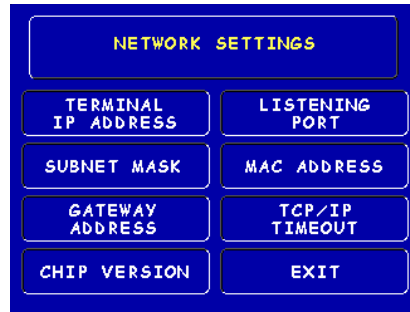 NETWORK SETTINGS
TERMINAL
IP ADDRESS
LISTENING
PORT
SUBNET MASK
MAC ADDRESS
GATEWAY
ADDRESS
TCP/IP
TIMEOUT
CHIP VERSION
EXIT